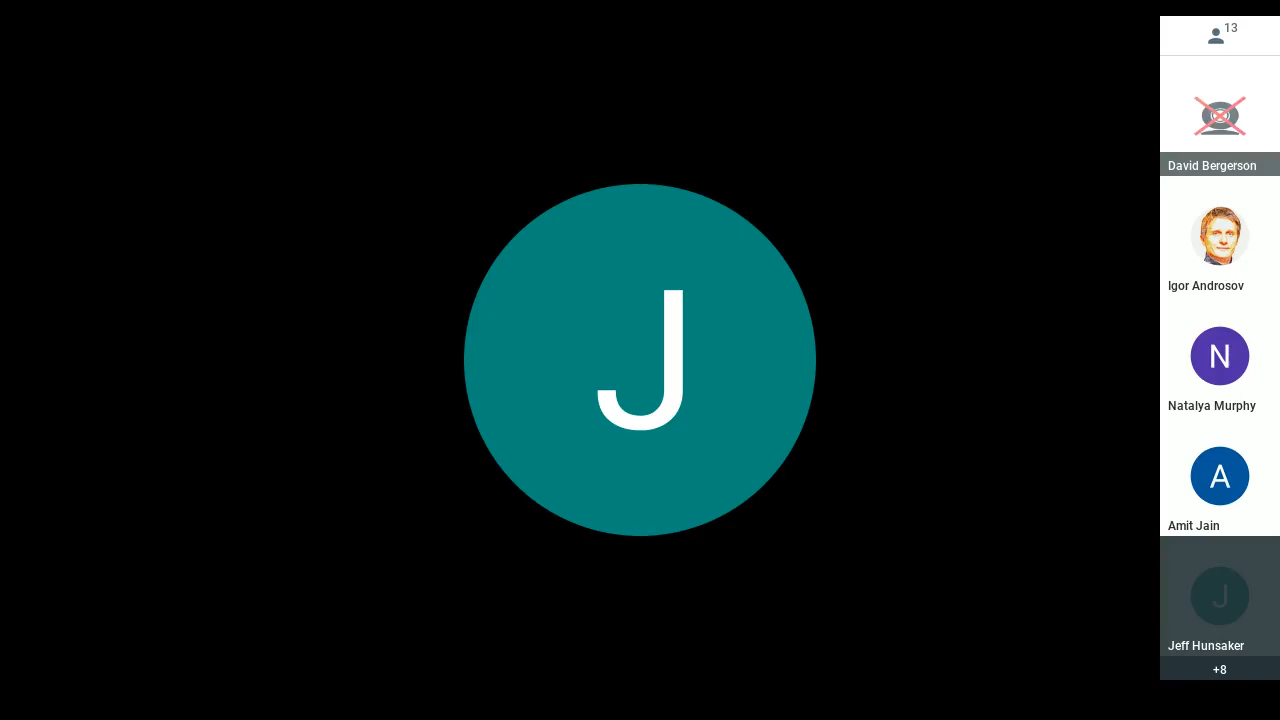 13
David Bergerson
Igor Androsov
N
Natalya Murphy
A
Amit Jain
J
J
Jeff Hunsaker
+8